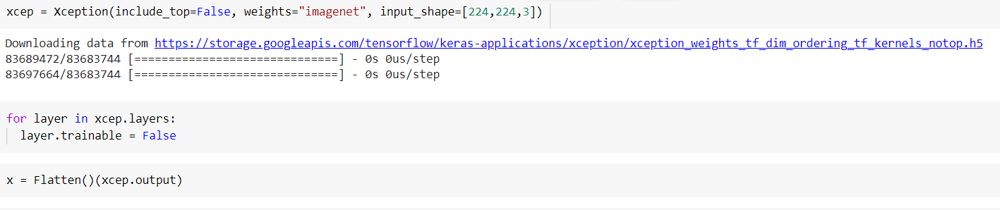 xcep = Xception(include_top=False, weights="imagenet", input_shape=[224,224,3])
Downloading data from https://storage.googleapis.com/tensorflow/keras-applications/xception/xception_weights_tf_dim_ordering_tf_kernels_notop.h5
83689472/83683744 [==============================] - 0s 0us/step
83697664/83683744 [==============================] - 0s 0us/step
for layer in xcep.layers:
  layer.trainable = False
x = Flatten()(xcep.output)